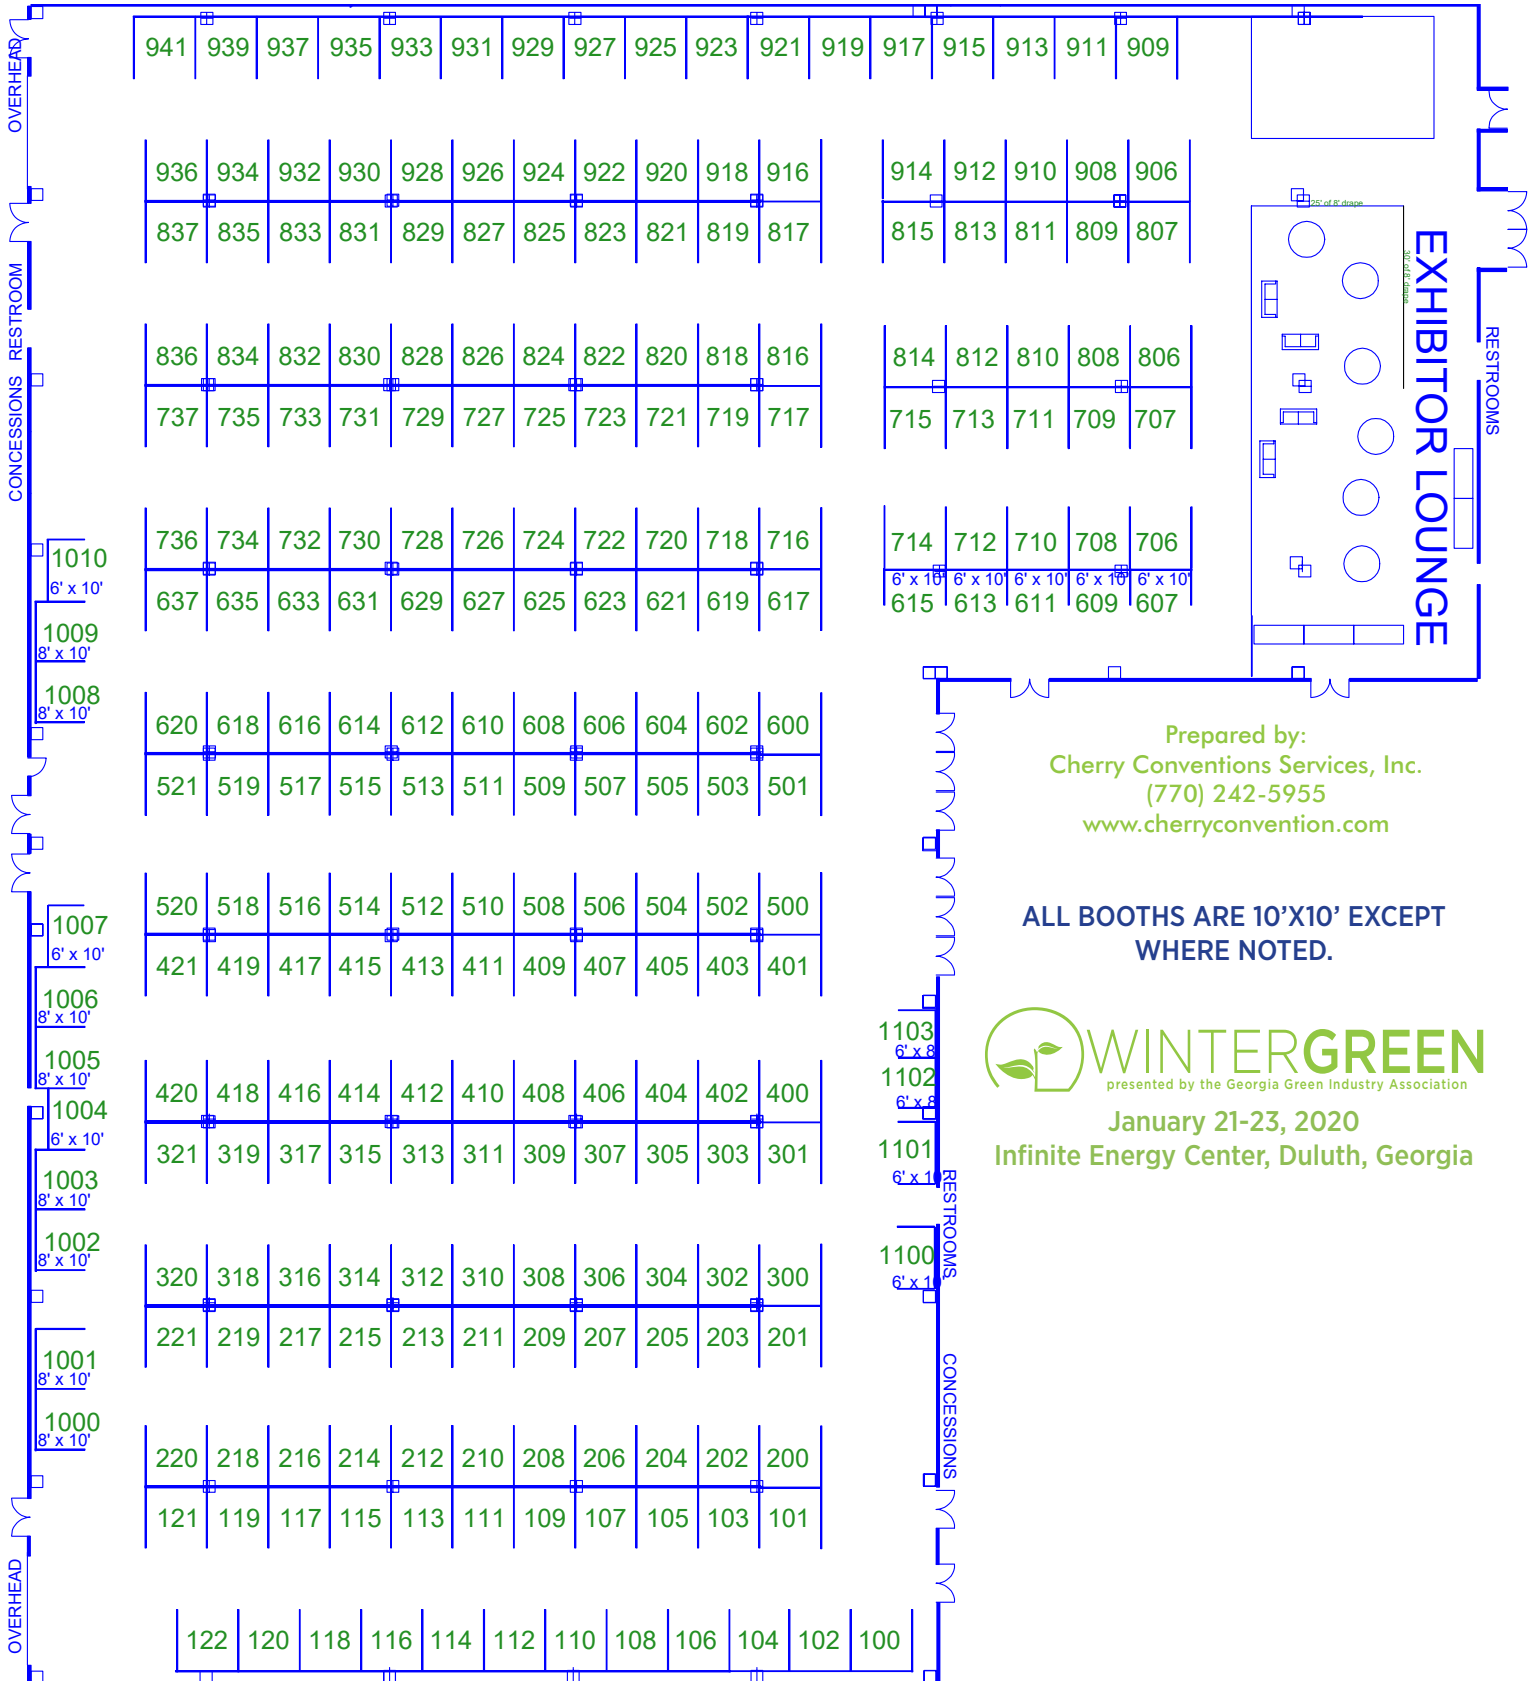 OVERHEAD
941 939 937 935 933 931 929 927 925 923 921 919 917 915 913 911 909
936 934 932 930 928 926 924 922 920 918 916 914 912 910 908 906
25' of 8' drape
837 835 833 831 829 827 825 823 821 819 817 815 813 811 809 807
30' of 8' drape
EXHIBITOR LOUNGE
RESTROOM
RESTROOMS
836 834 832 830 828 826 824 822 820 818 816 814 812 810 808 806
CONCESSIONS
737 735 733 731 729 727 725 723 721 719 717 715 713 711 709 707
736 734 732 730 728 726 724 722 720 718 716 714 712 710 708 706
1010
6' x 10'
6' x 10' 6' x 10' 6' x 10' 6' x 10' 6' x 10'
637 635 633 631 629 627 625 623 621 619 617 615 613 611 609 607
1009
8' x 10'
1008
8' x 10'
620 618 616 614 612 610 608 606 604 602 600
521 519 517 515 513 511 509 507 505 503 501
Prepared by:
Cherry Conventions Services, Inc.
(770) 242-5955
www.cherryconvention.com
520 518 516 514 512 510 508 506 504 502 500
1007
6' x 10'
421 419 417 415 413 411 409 407 405 403 401
ALL BOOTHS ARE 10'X10' EXCEPT
WHERE NOTED.
1006
8' x 10'
1005
8' x 10'
1103
6' x 8'
1102
6' x 8'
WINTERGREEN
presented by the Georgia Green Industry Association
January 21-23, 2020
Infinite Energy Center, Duluth, Georgia
420 418 416 414 412 410 408 406 404 402 400
1004
6' x 10'
321 319 317 315 313 311 309 307 305 303 301
1101
6' x 10'
1003
8' x 10'
RESTROOMS
1002
8' x 10'
1100
6' x 10'
320 318 316 314 312 310 308 306 304 302 300
221 219 217 215 213 211 209 207 205 203 201
1001
8' x 10'
1000
8' x 10'
CONCESSIONS
220 218 216 214 212 210 208 206 204 202 200
121 119 117 115 113 111 109 107 105 103 101
OVERHEAD
122 120 118 116 114 112 110 108 106 104 102 100